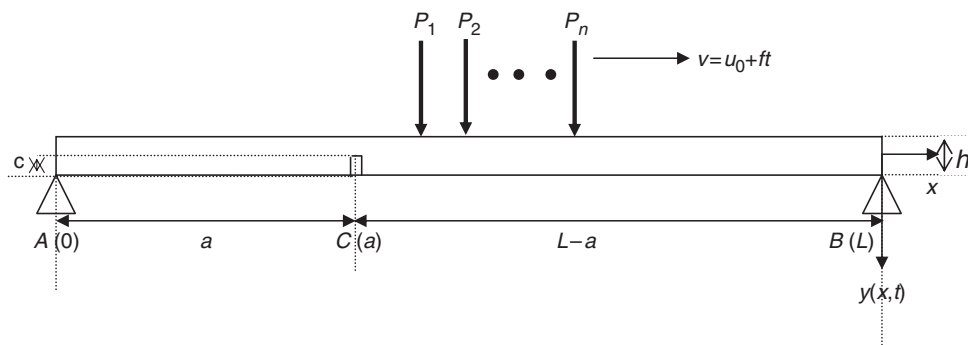 P₁ P₂ Pₙ v=u₀+ft
c h
x
A (0) a C (a) L–a B (L)
y(x,t)